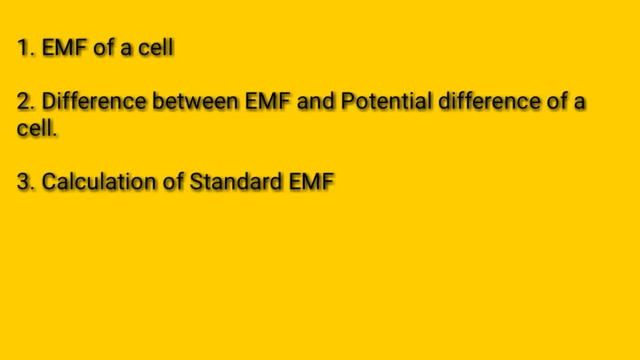 1. EMF of a cell
2. Difference between EMF and Potential difference of a
cell.
3. Calculation of Standard EMF